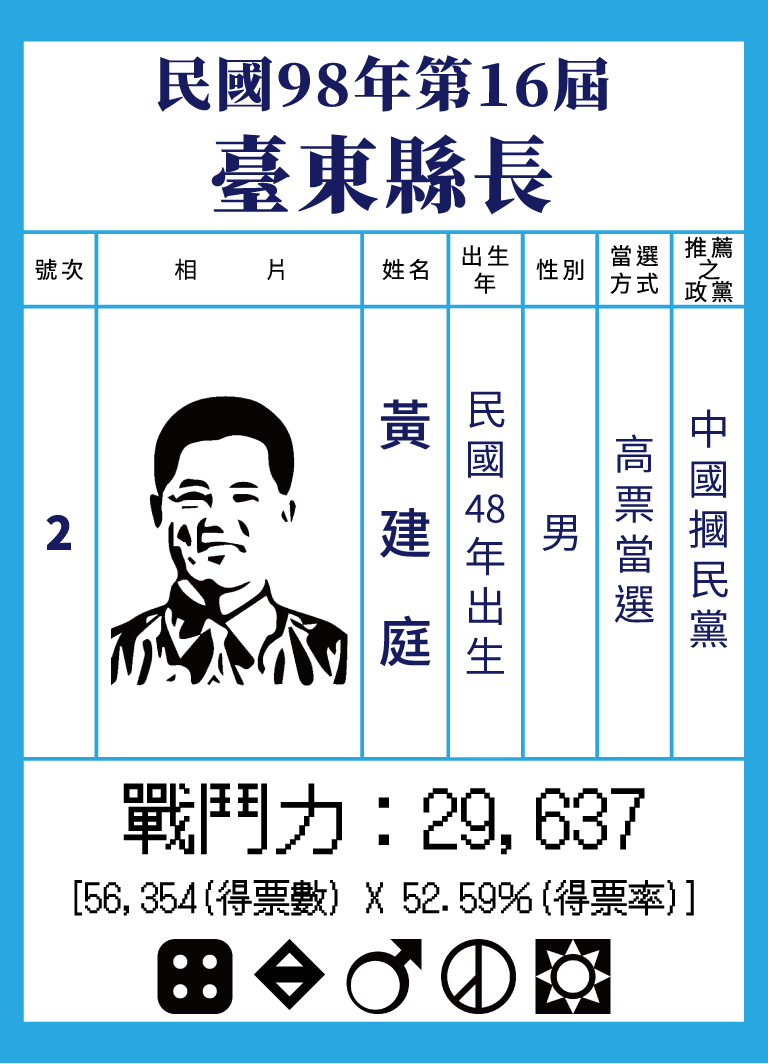 民國98年第16屆
臺東縣長
號次
相片
姓名
出生年
性別
當選方式
推薦之政黨
2
黃建庭
民國48年出生
男
高票當選
中國摑民黨
戰鬥力：29,637
[56,354(得票數) X 52.59%(得票率)]